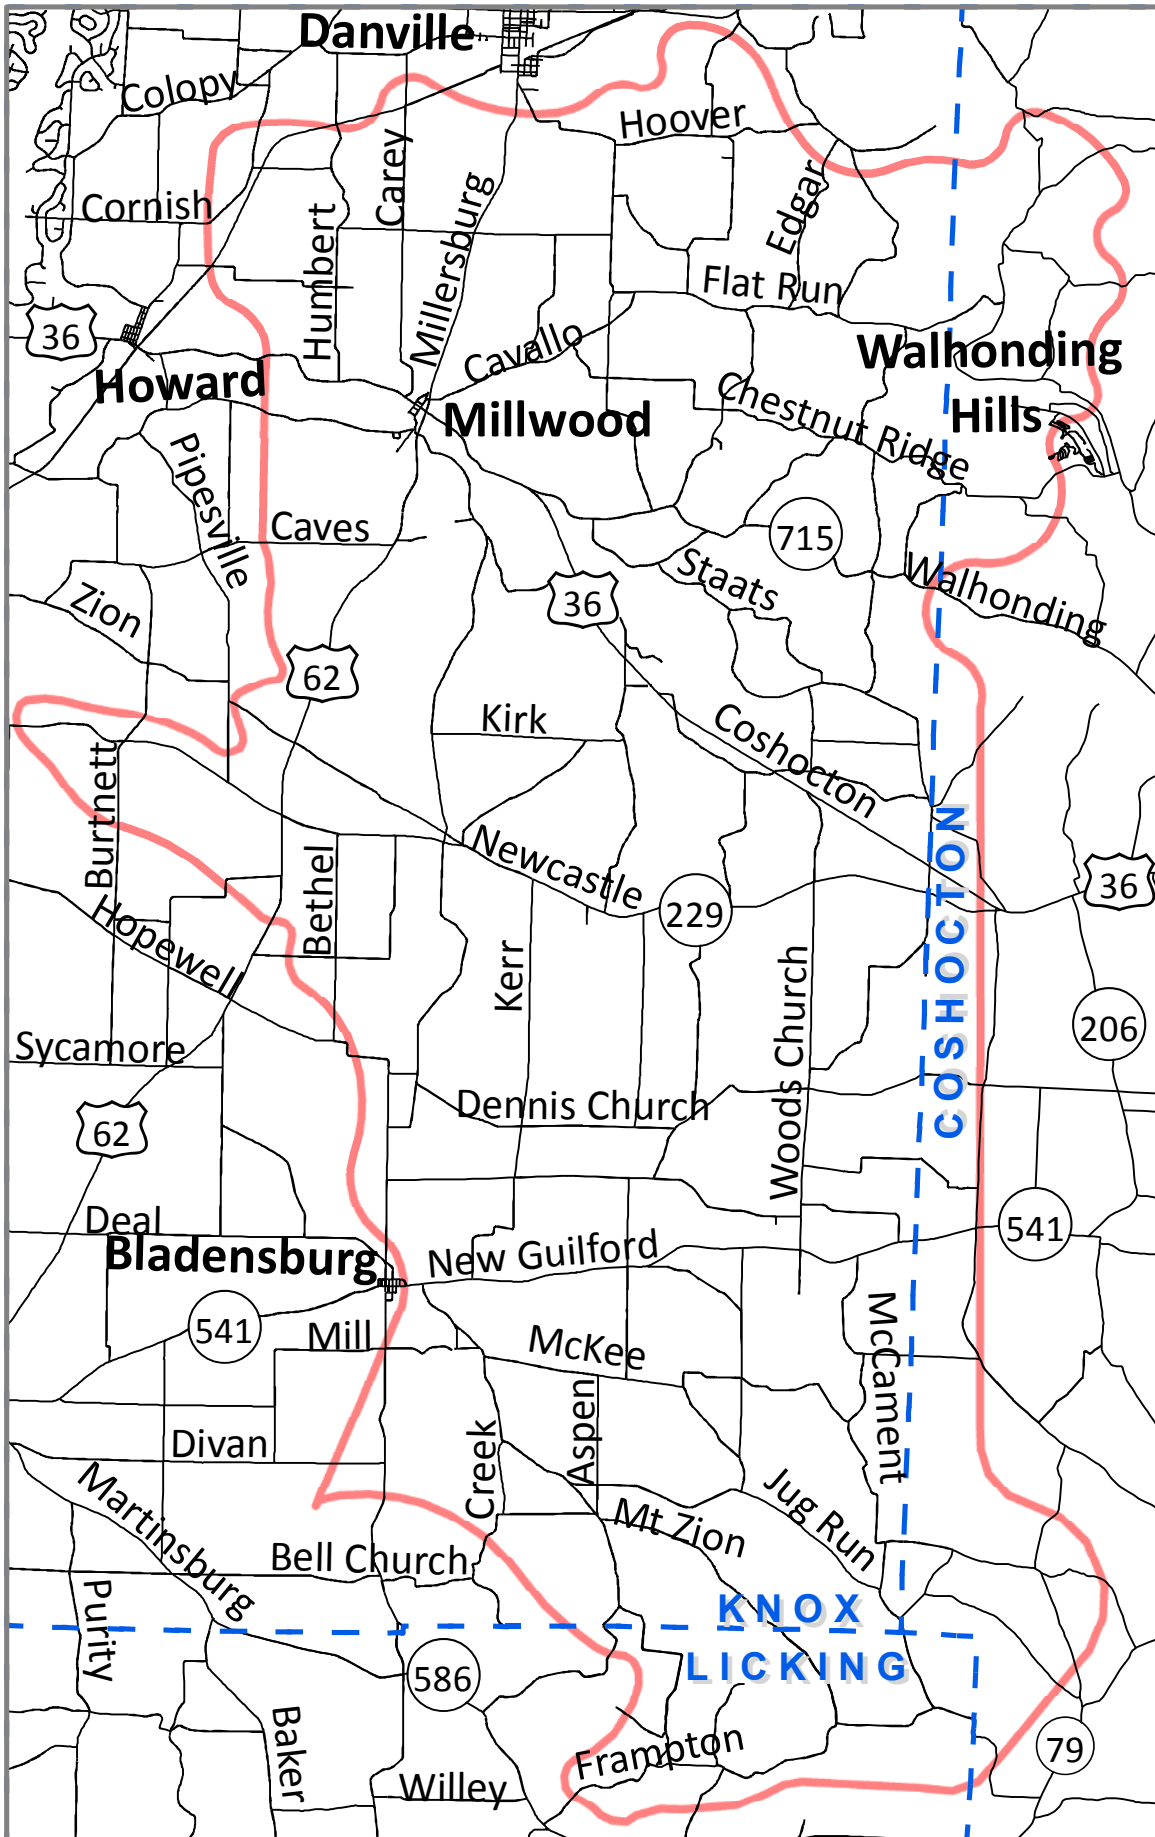 Danville
Colopy
Hoover
Carey
Edgar
Cornish
Millersburg
Humbert
Flat Run
36
Cavallo
Walhonding
Hills
Howard
Millwood
Chestnut Ridge
Pipesville
Caves
715
Staats
Walhonding
Zion
36
62
Kirk
Coshocton
Burtnett
Newcastle
COSHOCTON
36
Bethel
229
Hopewell
Kerr
Woods Church
206
Sycamore
Dennis Church
62
Deal
541
Bladensburg
New Guilford
541
Mill
McKee
McCament
Aspen
Divan
Creek
Martinsburg
Jug Run
Mt Zion
Bell Church
Purity
KNOX
LICKING
586
Baker
Frampton
79
Willey